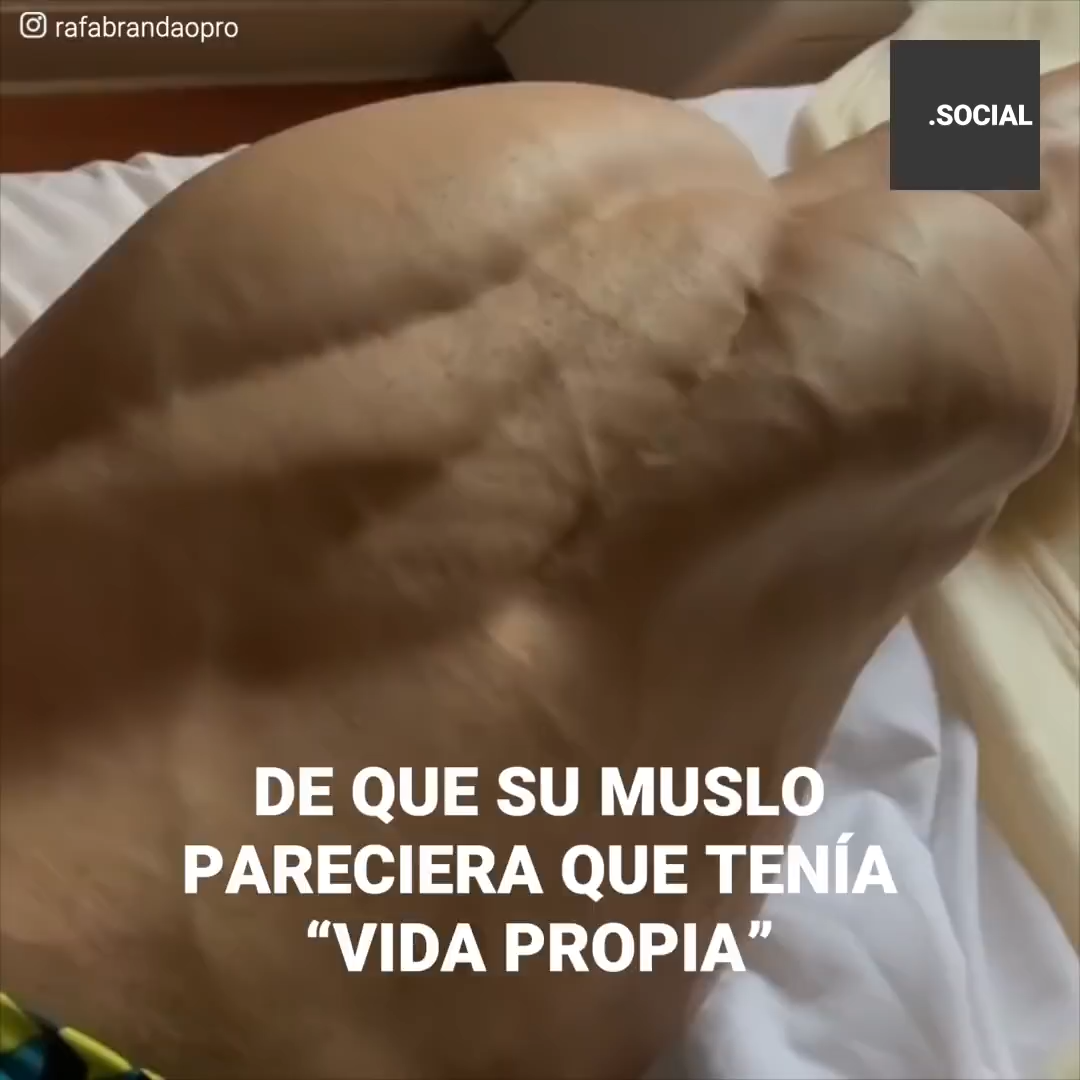 rafabrandaopro
.SOCIAL
DE QUE SU MUSLO
PARECIERA QUE TENÍA
“VIDA PROPIA”